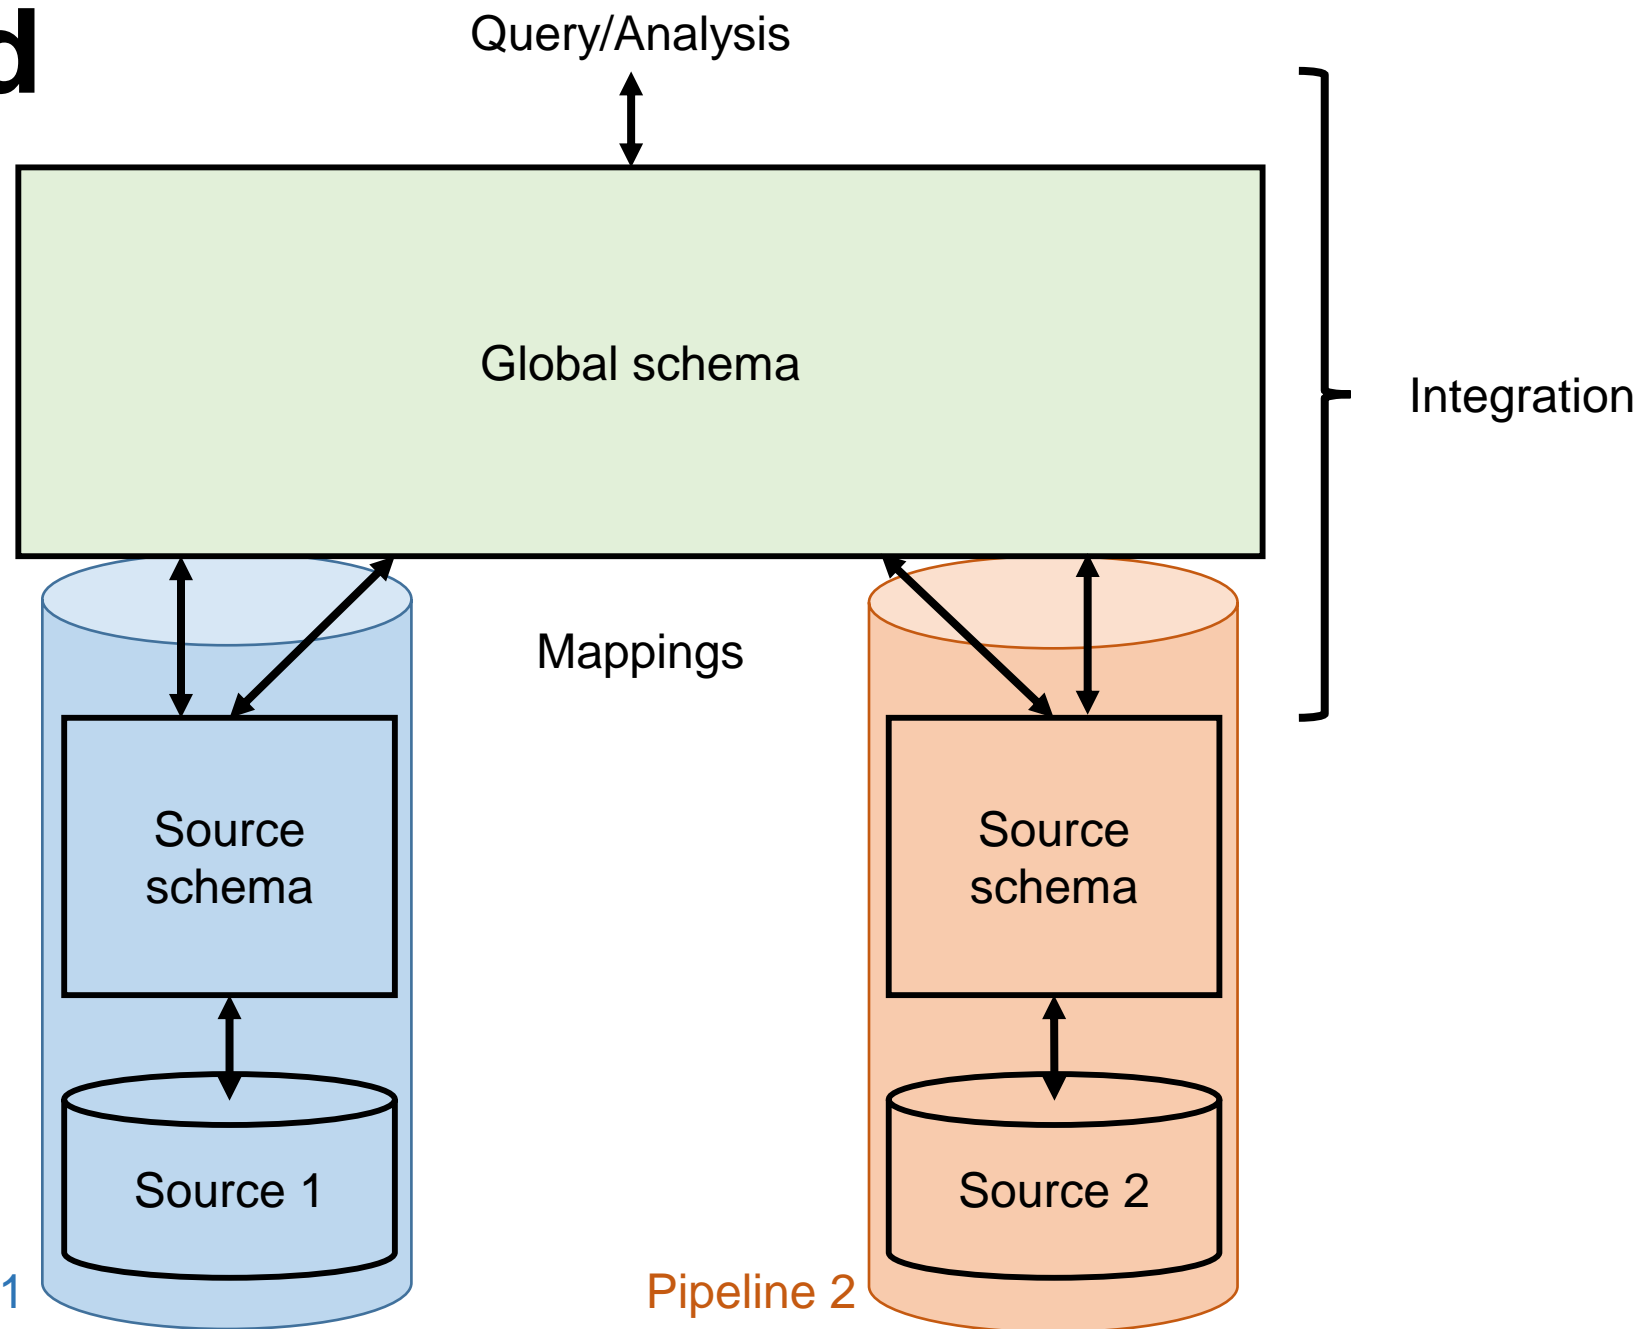 d
Query/Analysis
Global schema
Integration
Mappings
Source
schema
Source
schema
Source 1
Source 2
1
Pipeline 2